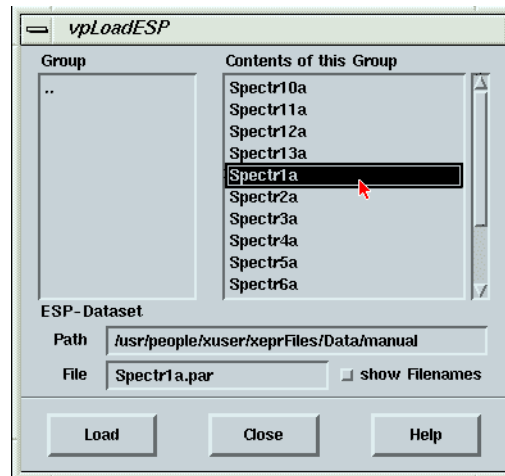 vpLoadESP
Group
Contents of this Group
..
Spectr10a
Spectr11a
Spectr12a
Spectr13a
Spectr1a
Spectr2a
Spectr3a
Spectr4a
Spectr5a
Spectr6a
ESP-Dataset
Path /usr/people/xuser/xeprFiles/Data/manual
File Spectr1a.par show Filenames
Load Close Help